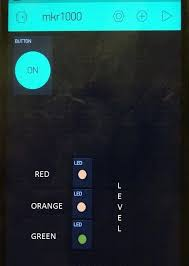 mkr1000
BUTTON
ON
LED
RED
LED
ORANGE
LED
GREEN
LEVEL